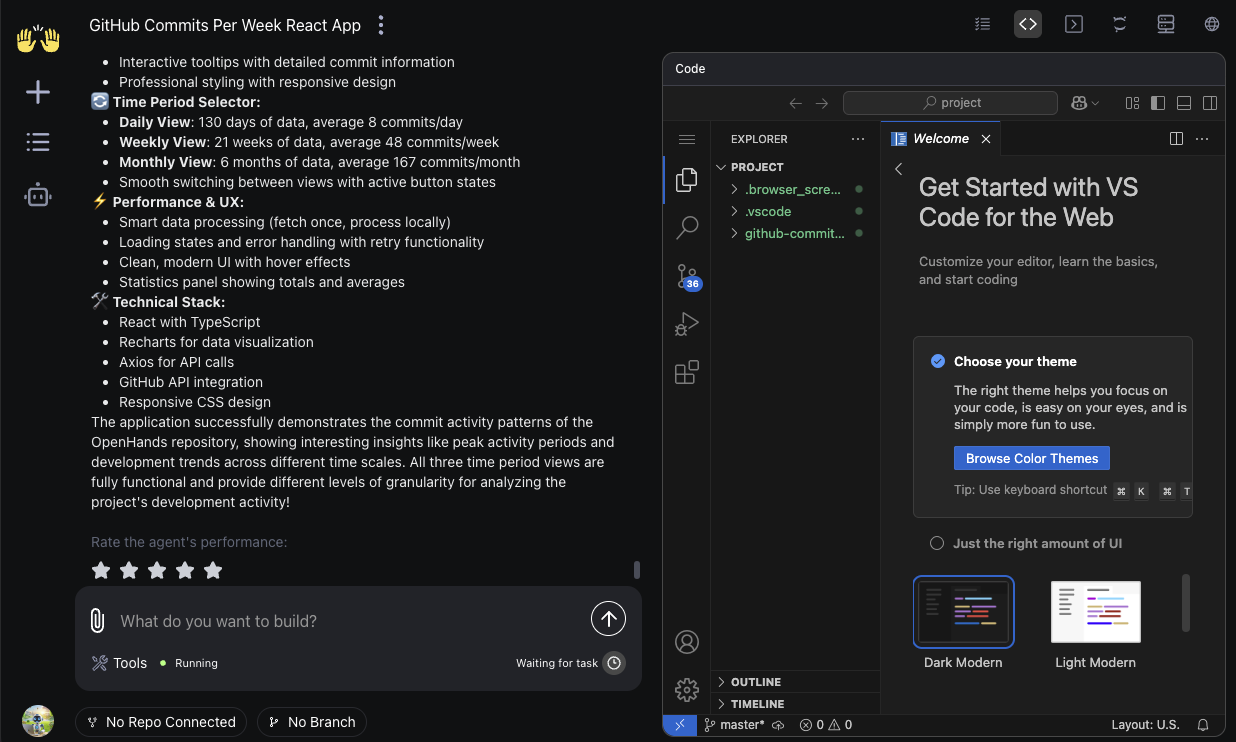 GitHub Commits Per Week React App
Interactive tooltips with detailed commit information
Professional styling with responsive design
Time Period Selector:
Daily View: 130 days of data, average 8 commits/day
Weekly View: 21 weeks of data, average 48 commits/week
Monthly View: 6 months of data, average 167 commits/month
Smooth switching between views with active button states
⚡ Performance & UX:
Smart data processing (fetch once, process locally)
Loading states and error handling with retry functionality
Clean, modern UI with hover effects
Statistics panel showing totals and averages
Technical Stack:
React with TypeScript
Recharts for data visualization
Axios for API calls
GitHub API integration
Responsive CSS design
The application successfully demonstrates the commit activity patterns of the
OpenHands repository, showing interesting insights like peak activity periods and
development trends across different time scales. All three time period views are
fully functional and provide different levels of granularity for analyzing the
project's development activity!
Rate the agent's performance:
What do you want to build?
Tools
Running
Waiting for task
No Repo Connected
No Branch
Code
project
EXPLORER
PROJECT
.browser_scre...
.vscode
github-commit...
36
OUTLINE
TIMELINE
Welcome
Get Started with VS
Code for the Web
Customize your editor, learn the basics,
and start coding
Choose your theme
The right theme helps you focus on
your code, is easy on your eyes, and is
simply more fun to use.
Browse Color Themes
Tip: Use keyboard shortcut ⌘ K ⌘ T
Just the right amount of UI
Dark Modern
Light Modern
master*
0
0
Layout: U.S.